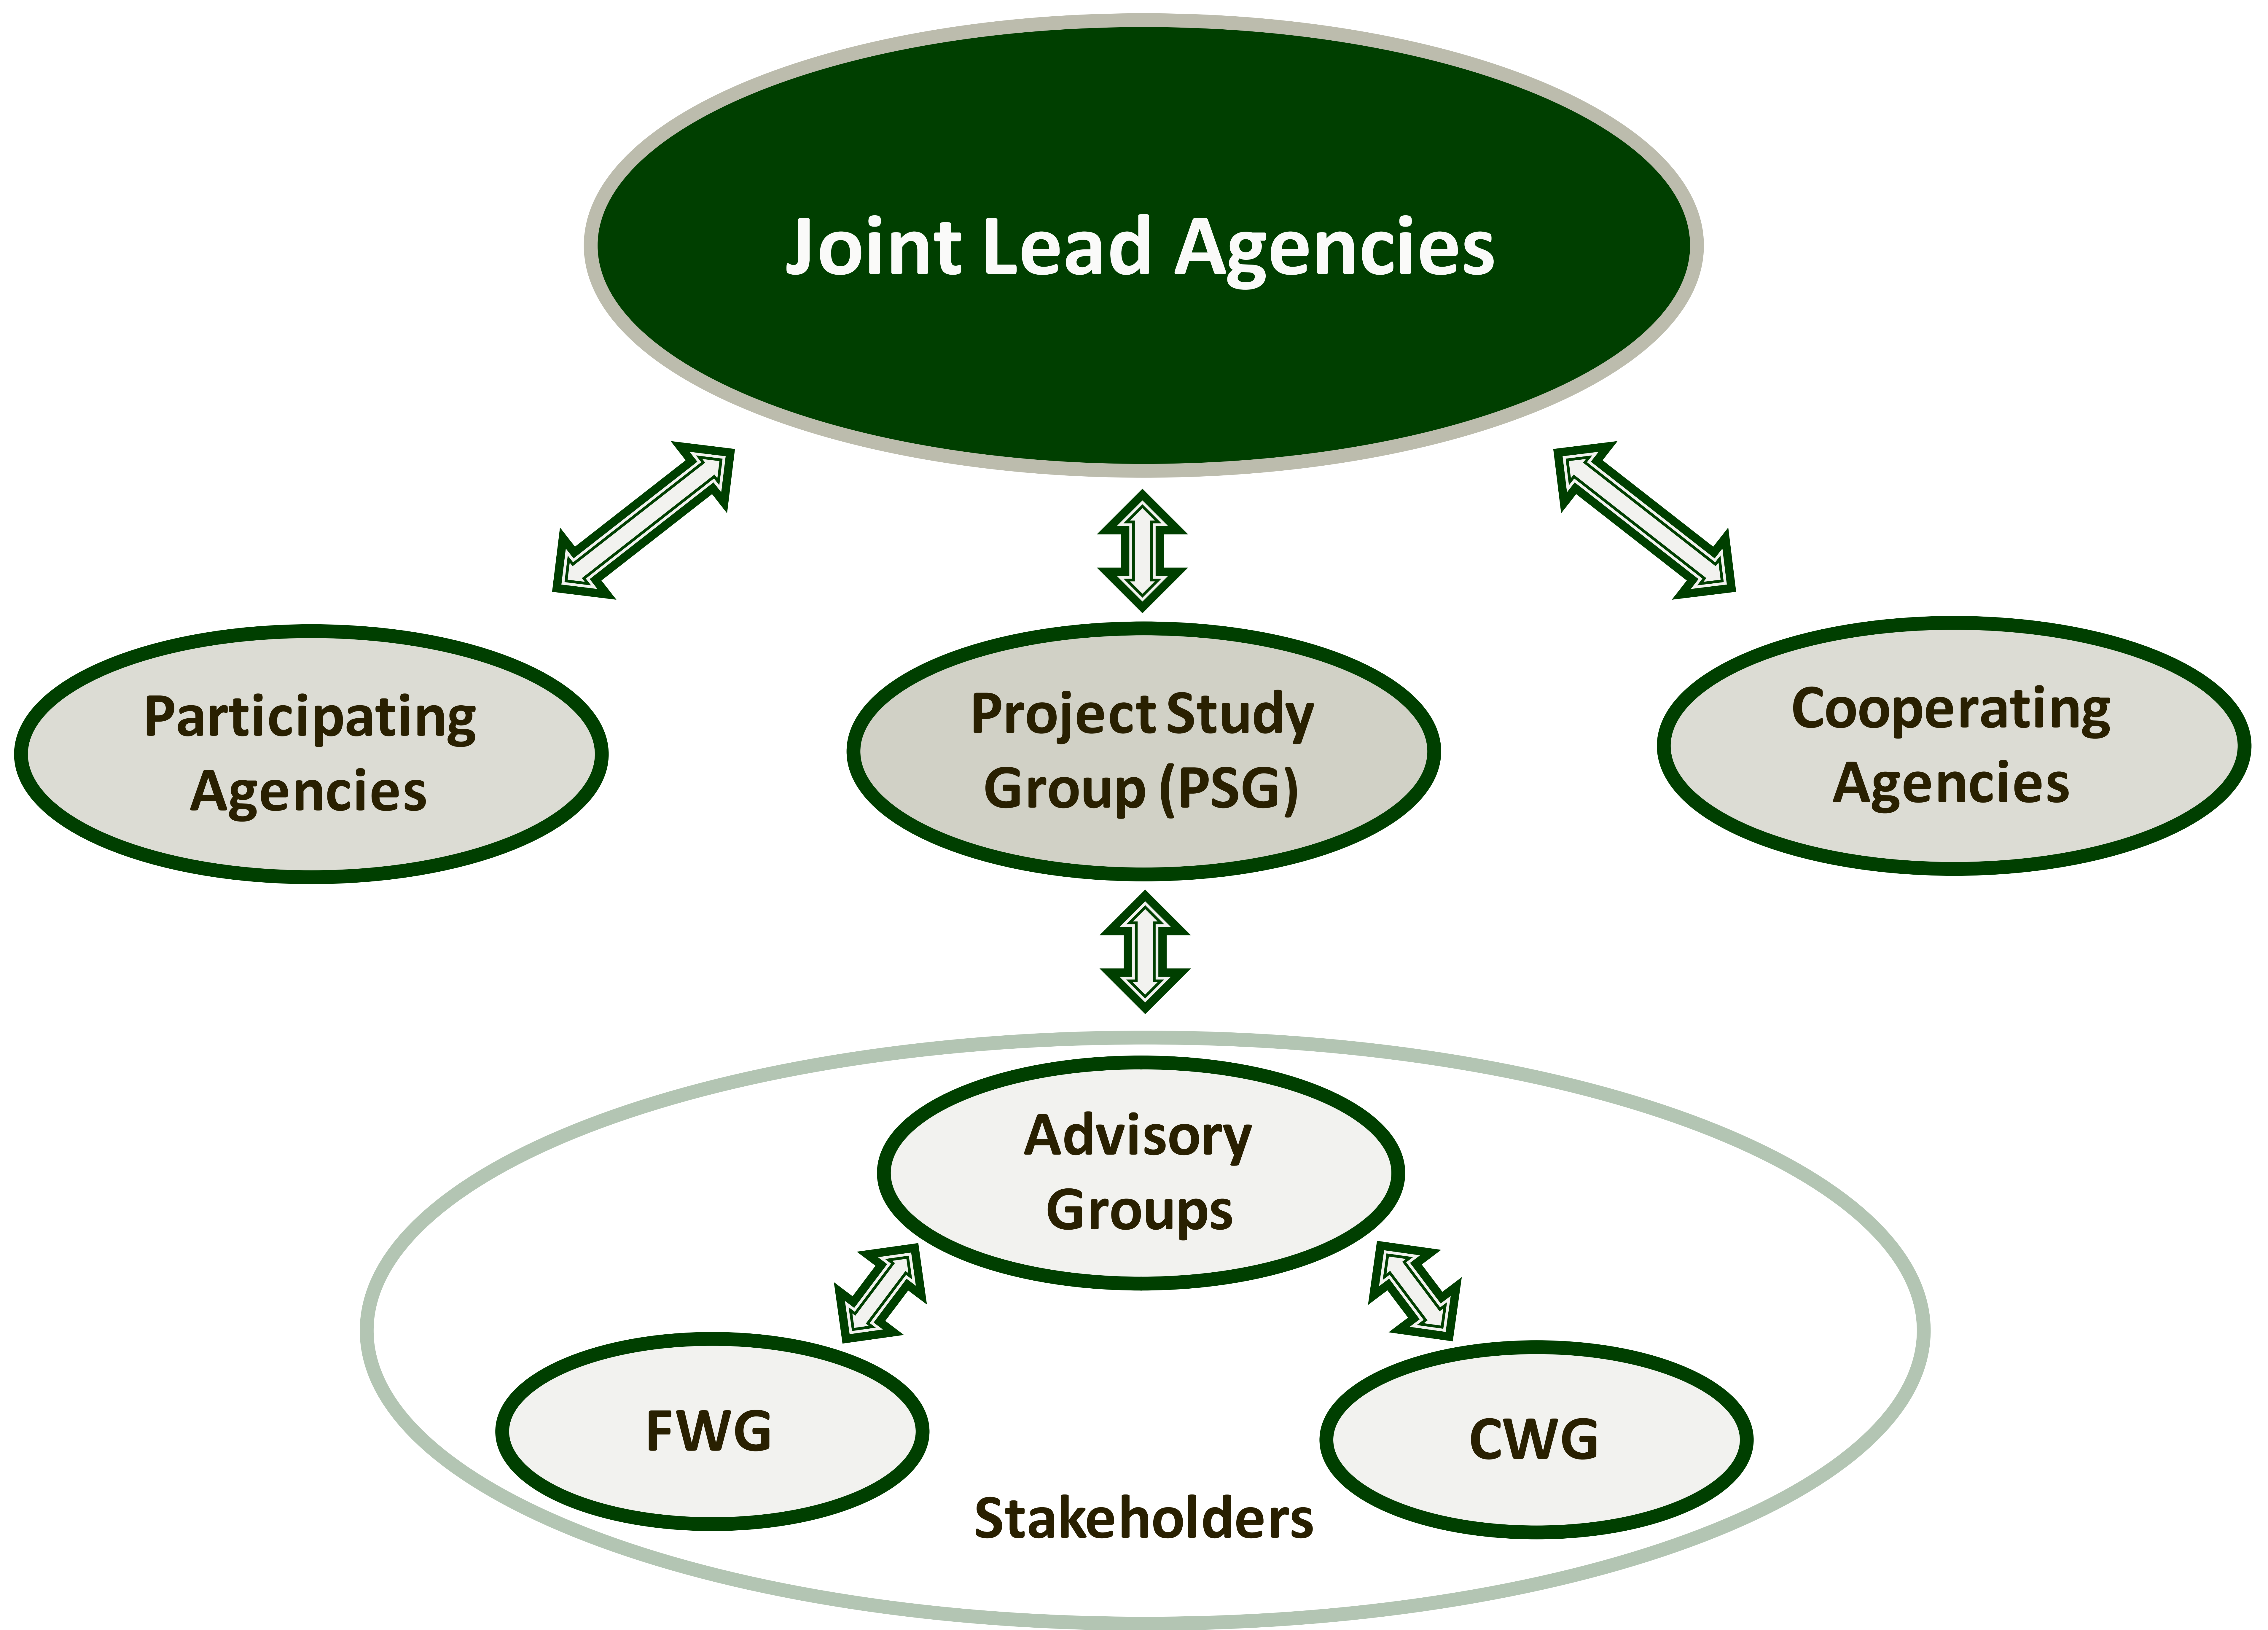 Joint Lead Agencies
Participating
Agencies
Project Study
Group (PSG)
Cooperating
Agencies
Advisory
Groups
FWG
CWG
Stakeholders